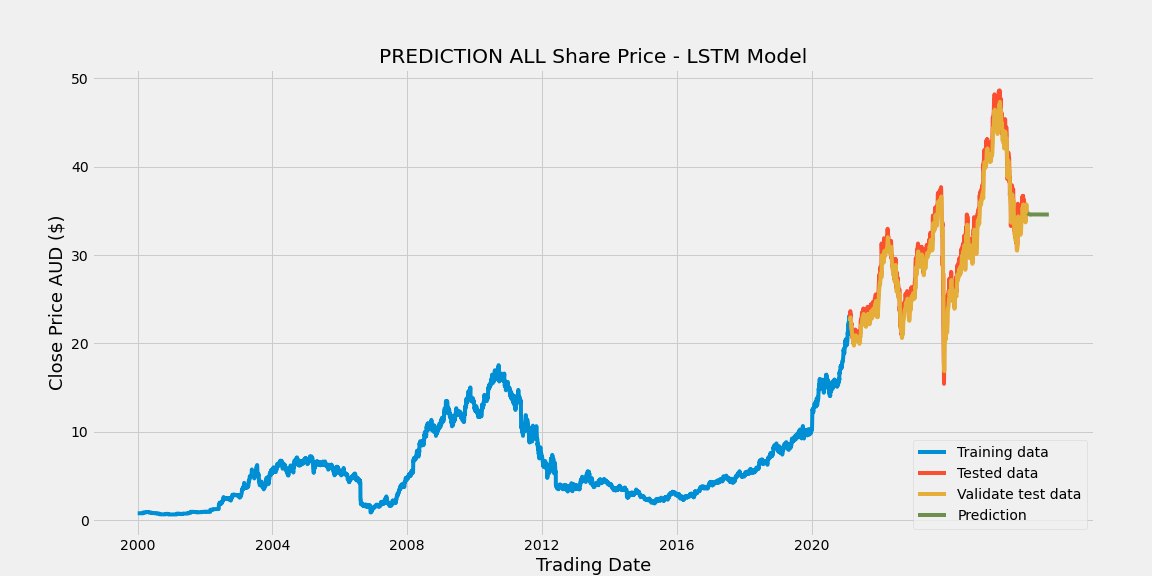 PREDICTION ALL Share Price - LSTM Model
Close Price AUD ($)
50
40
30
20
10
0
2000 2004 2008 2012 2016 2020
Trading Date
Training data
Tested data
Validate test data
Prediction